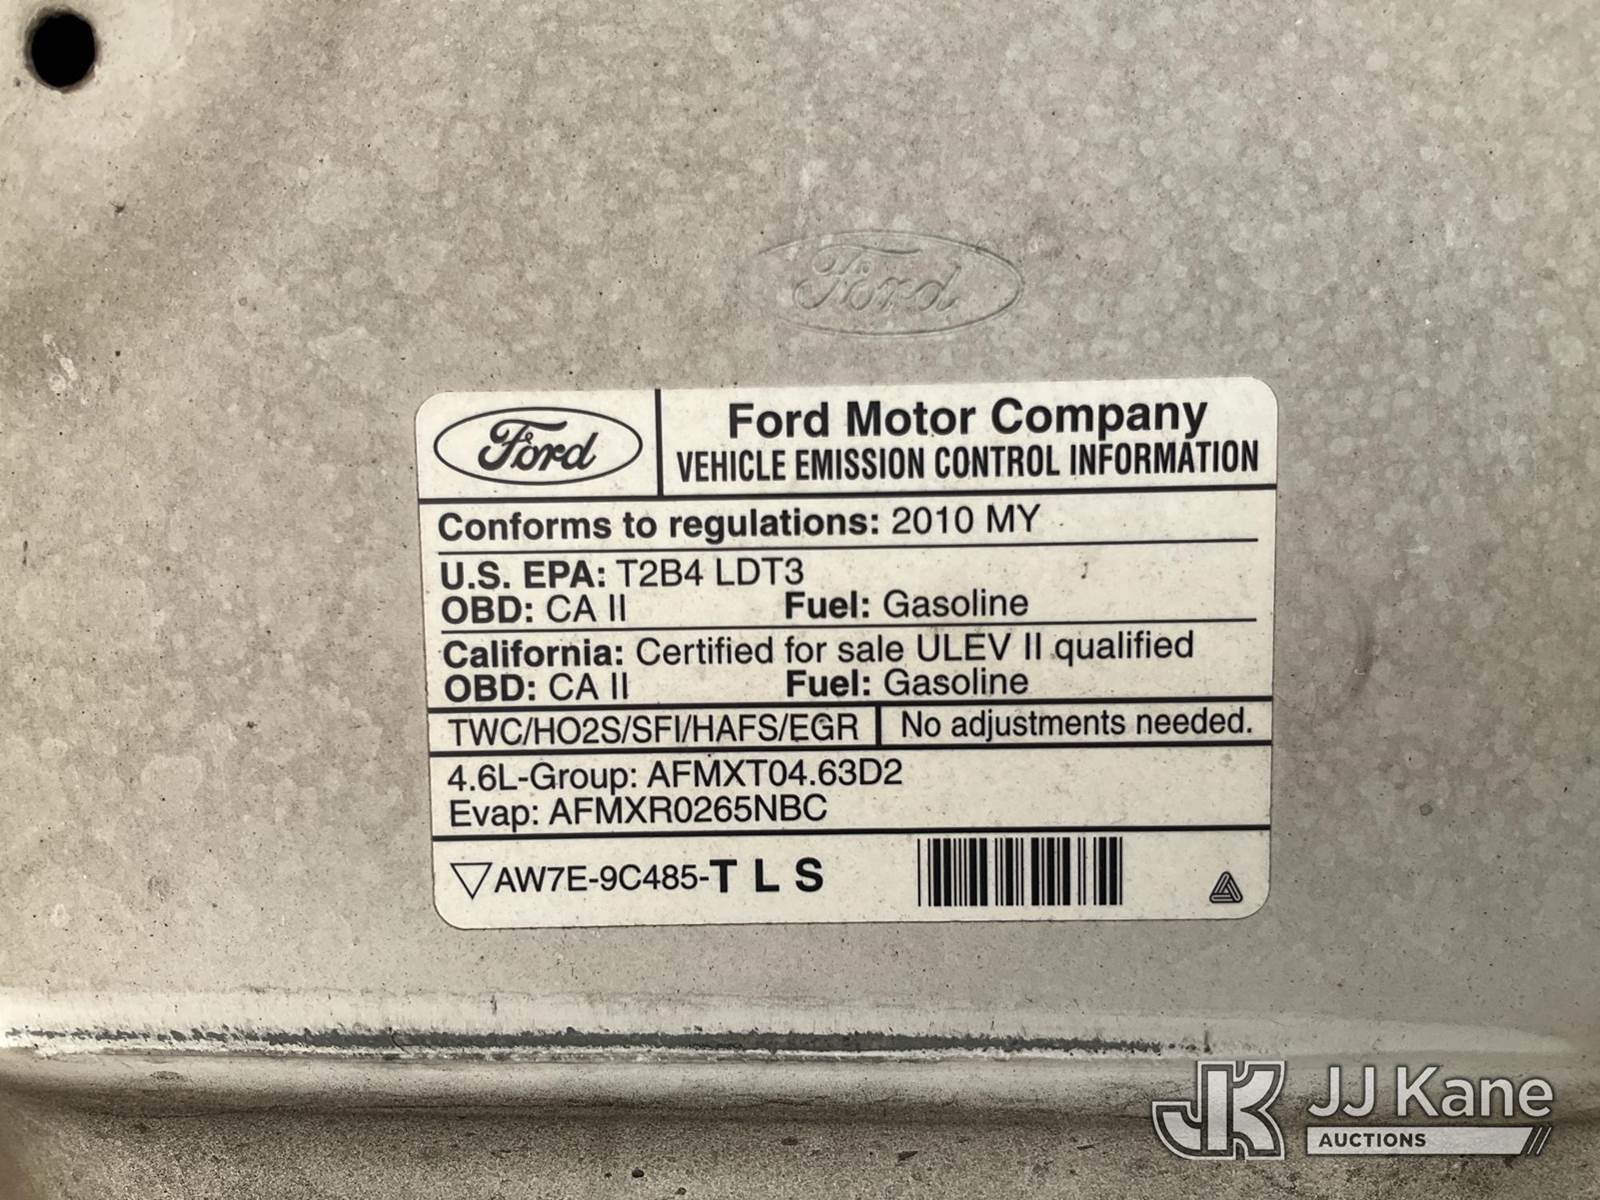 Ford
Ford
Ford Motor Company
VEHICLE EMISSION CONTROL INFORMATION
Conforms to regulations: 2010 MY
U.S. EPA: T2B4 LDT3
OBD: CA II Fuel: Gasoline
California: Certified for sale ULEV II qualified
OBD: CA II Fuel: Gasoline
TWC/HO2S/SFI/HAFS/EGR No adjustments needed.
4.6L-Group: AFMXT04.63D2
Evap: AFMXR0265NBC
AW7E-9C485-T L S
JK JJ Kane
AUCTIONS